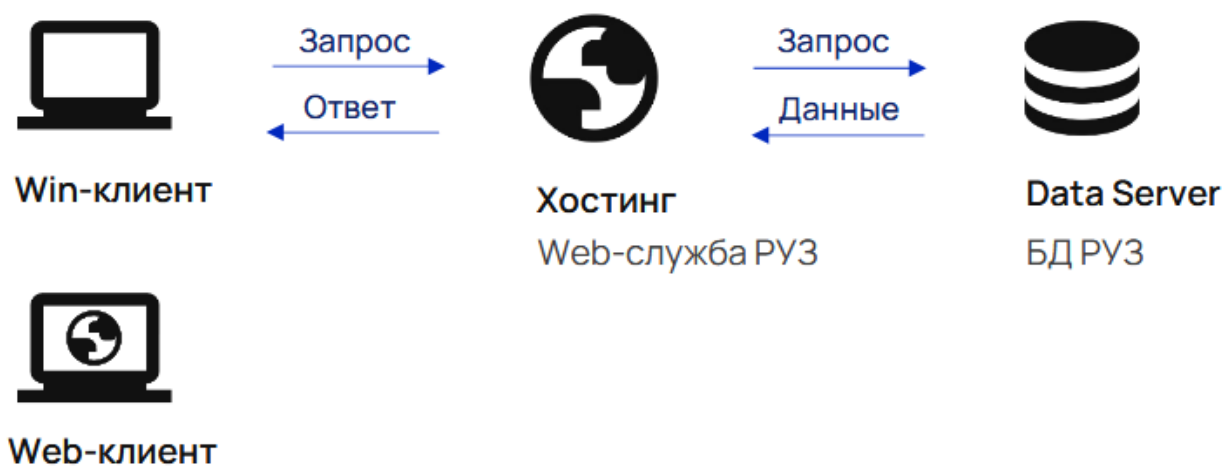 Запрос
Ответ
Запрос
Данные
Win-клиент
Хостинг
Web-служба РУЗ
Data Server
БД РУЗ
Web-клиент